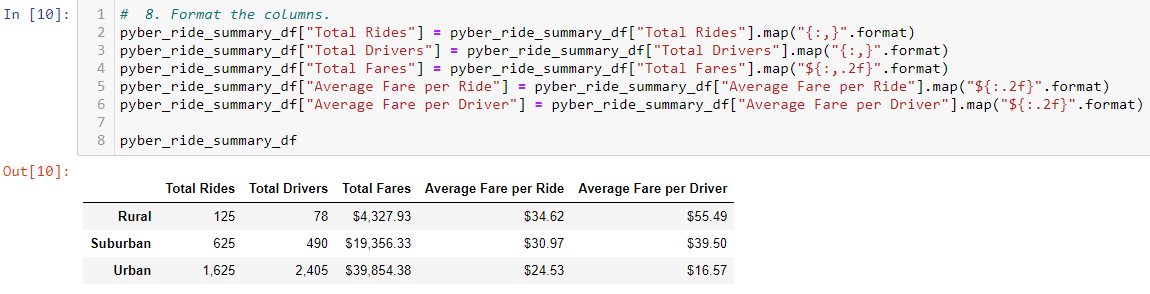 In [10]: 1 #  8. Format the columns.
2 pyber_ride_summary_df["Total Rides"] = pyber_ride_summary_df["Total Rides"].map("{:,}".format)
3 pyber_ride_summary_df["Total Drivers"] = pyber_ride_summary_df["Total Drivers"].map("{:,}".format)
4 pyber_ride_summary_df["Total Fares"] = pyber_ride_summary_df["Total Fares"].map("${:,.2f}".format)
5 pyber_ride_summary_df["Average Fare per Ride"] = pyber_ride_summary_df["Average Fare per Ride"].map("${:.2f}".format)
6 pyber_ride_summary_df["Average Fare per Driver"] = pyber_ride_summary_df["Average Fare per Driver"].map("${:.2f}".format)
7
8 pyber_ride_summary_df
Out[10]:
Total Rides Total Drivers Total Fares Average Fare per Ride Average Fare per Driver
Rural 125 78 $4,327.93 $34.62 $55.49
Suburban 625 490 $19,356.33 $30.97 $39.50
Urban 1,625 2,405 $39,854.38 $24.53 $16.57